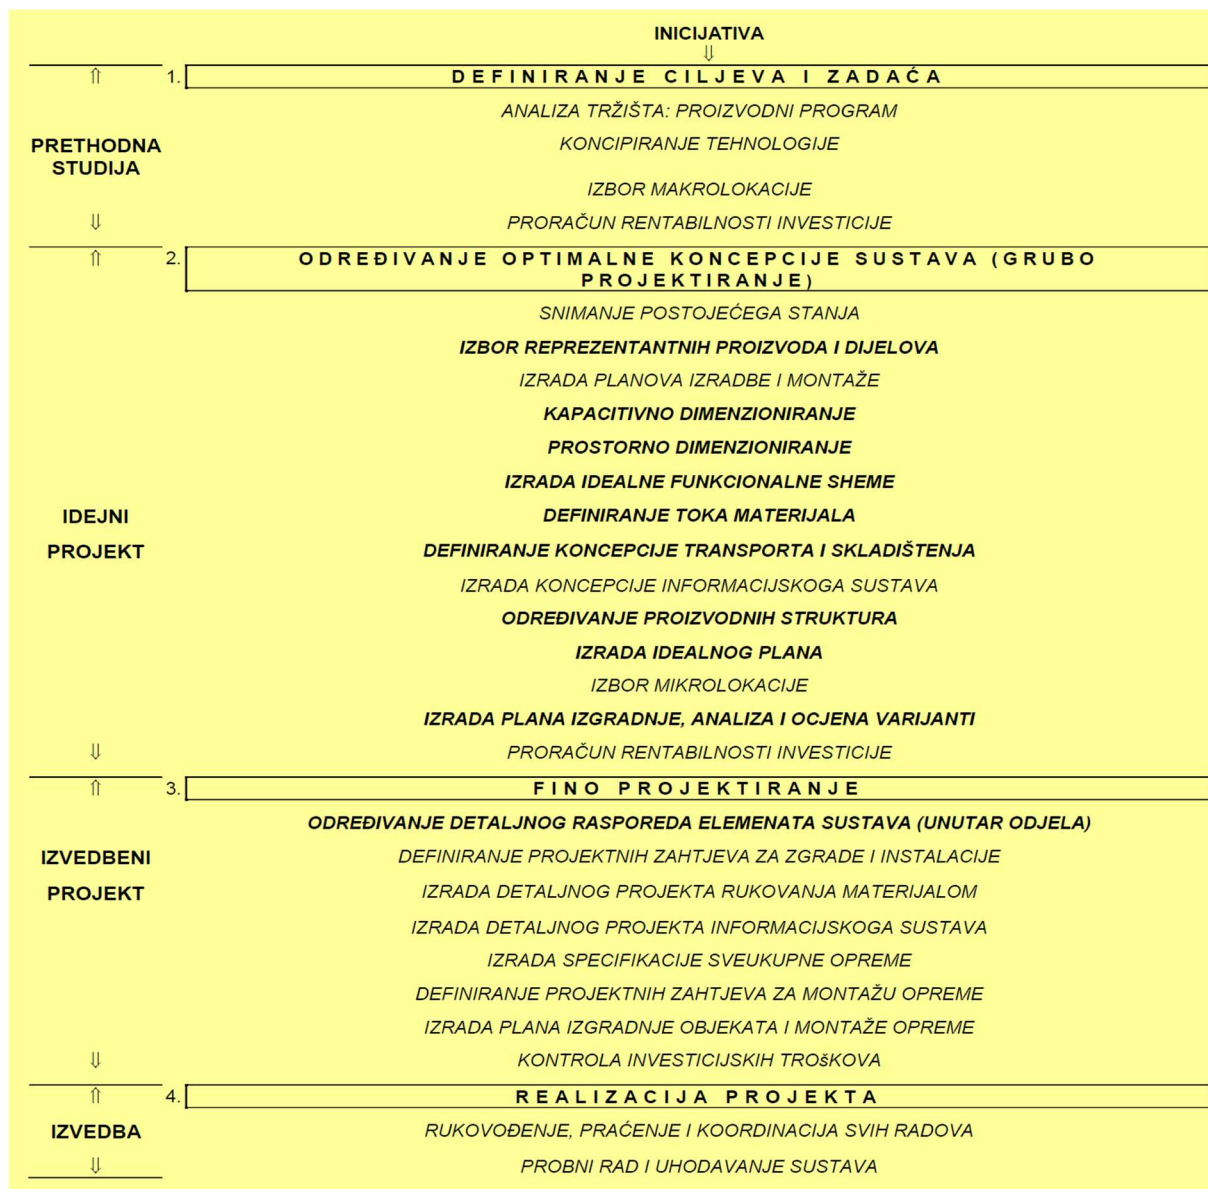 INICIJATIVA
⇓
⇑ 1. DEFINIRANJE CILJEVA I ZADAĆA
ANALIZA TRŽIŠTA: PROIZVODNI PROGRAM
PRETHODNA
STUDIJA
KONCIPIRANJE TEHNOLOGIJE
IZBOR MAKROLOKACIJE
⇓ PRORAČUN RENTABILNOSTI INVESTICIJE
⇑ 2. ODREĐIVANJE OPTIMALNE KONCEPCIJE SUSTAVA (GRUBO
PROJEKTIRANJE)
SNIMANJE POSTOJEĆEGA STANJA
IZBOR REPREZENTANTNIH PROIZVODA I DIJELOVA
IZRADA PLANOVA IZRADBE I MONTAŽE
KAPACITIVNO DIMENZIONIRANJE
PROSTORNO DIMENZIONIRANJE
IZRADA IDEALNE FUNKCIONALNE SHEME
IDEJNI DEFINIRANJE TOKA MATERIJALA
PROJEKT DEFINIRANJE KONCEPCIJE TRANSPORTA I SKLADIŠTENJA
IZRADA KONCEPCIJE INFORMACIJSKOGA SUSTAVA
ODREĐIVANJE PROIZVODNIH STRUKTURA
IZRADA IDEALNOG PLANA
IZBOR MIKROLOKACIJE
IZRADA PLANA IZGRADNJE, ANALIZA I OCJENA VARIJANTI
⇓ PRORAČUN RENTABILNOSTI INVESTICIJE
⇑ 3. FINO PROJEKTIRANJE
ODREĐIVANJE DETALJNOG RASPOREDA ELEMENATA SUSTAVA (UNUTAR ODJELA)
IZVEDBENI DEFINIRANJE PROJEKTNIH ZAHTJEVA ZA ZGRADE I INSTALACIJE
PROJEKT IZRADA DETALJNOG PROJEKTA RUKOVANJA MATERIJALOM
IZRADA DETALJNOG PROJEKTA INFORMACIJSKOGA SUSTAVA
IZRADA SPECIFIKACIJE SVEUKUPNE OPREME
DEFINIRANJE PROJEKTNIH ZAHTJEVA ZA MONTAŽU OPREME
IZRADA PLANA IZGRADNJE OBJEKATA I MONTAŽE OPREME
⇓ KONTROLA INVESTICIJSKIH TROšKOVA
⇑ 4. REALIZACIJA PROJEKTA
IZVEDBA RUKOVOĐENJE, PRAĆENJE I KOORDINACIJA SVIH RADOVA
⇓ PROBNI RAD I UHODAVANJE SUSTAVA